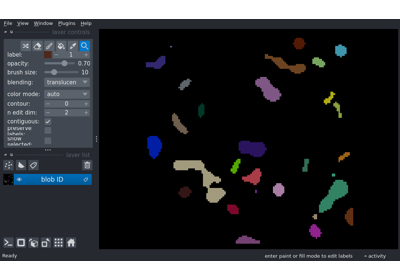 File View Window Plugins Help
layer controls
label: 1
opacity: 0.70
brush size: 10
blending: translucen
color mode: auto
contour: 0
n edit dim: 2
contiguous: ✓
preserve labels:
show selected:
layer list
blob ID
Ready enter paint or fill mode to edit labels activity